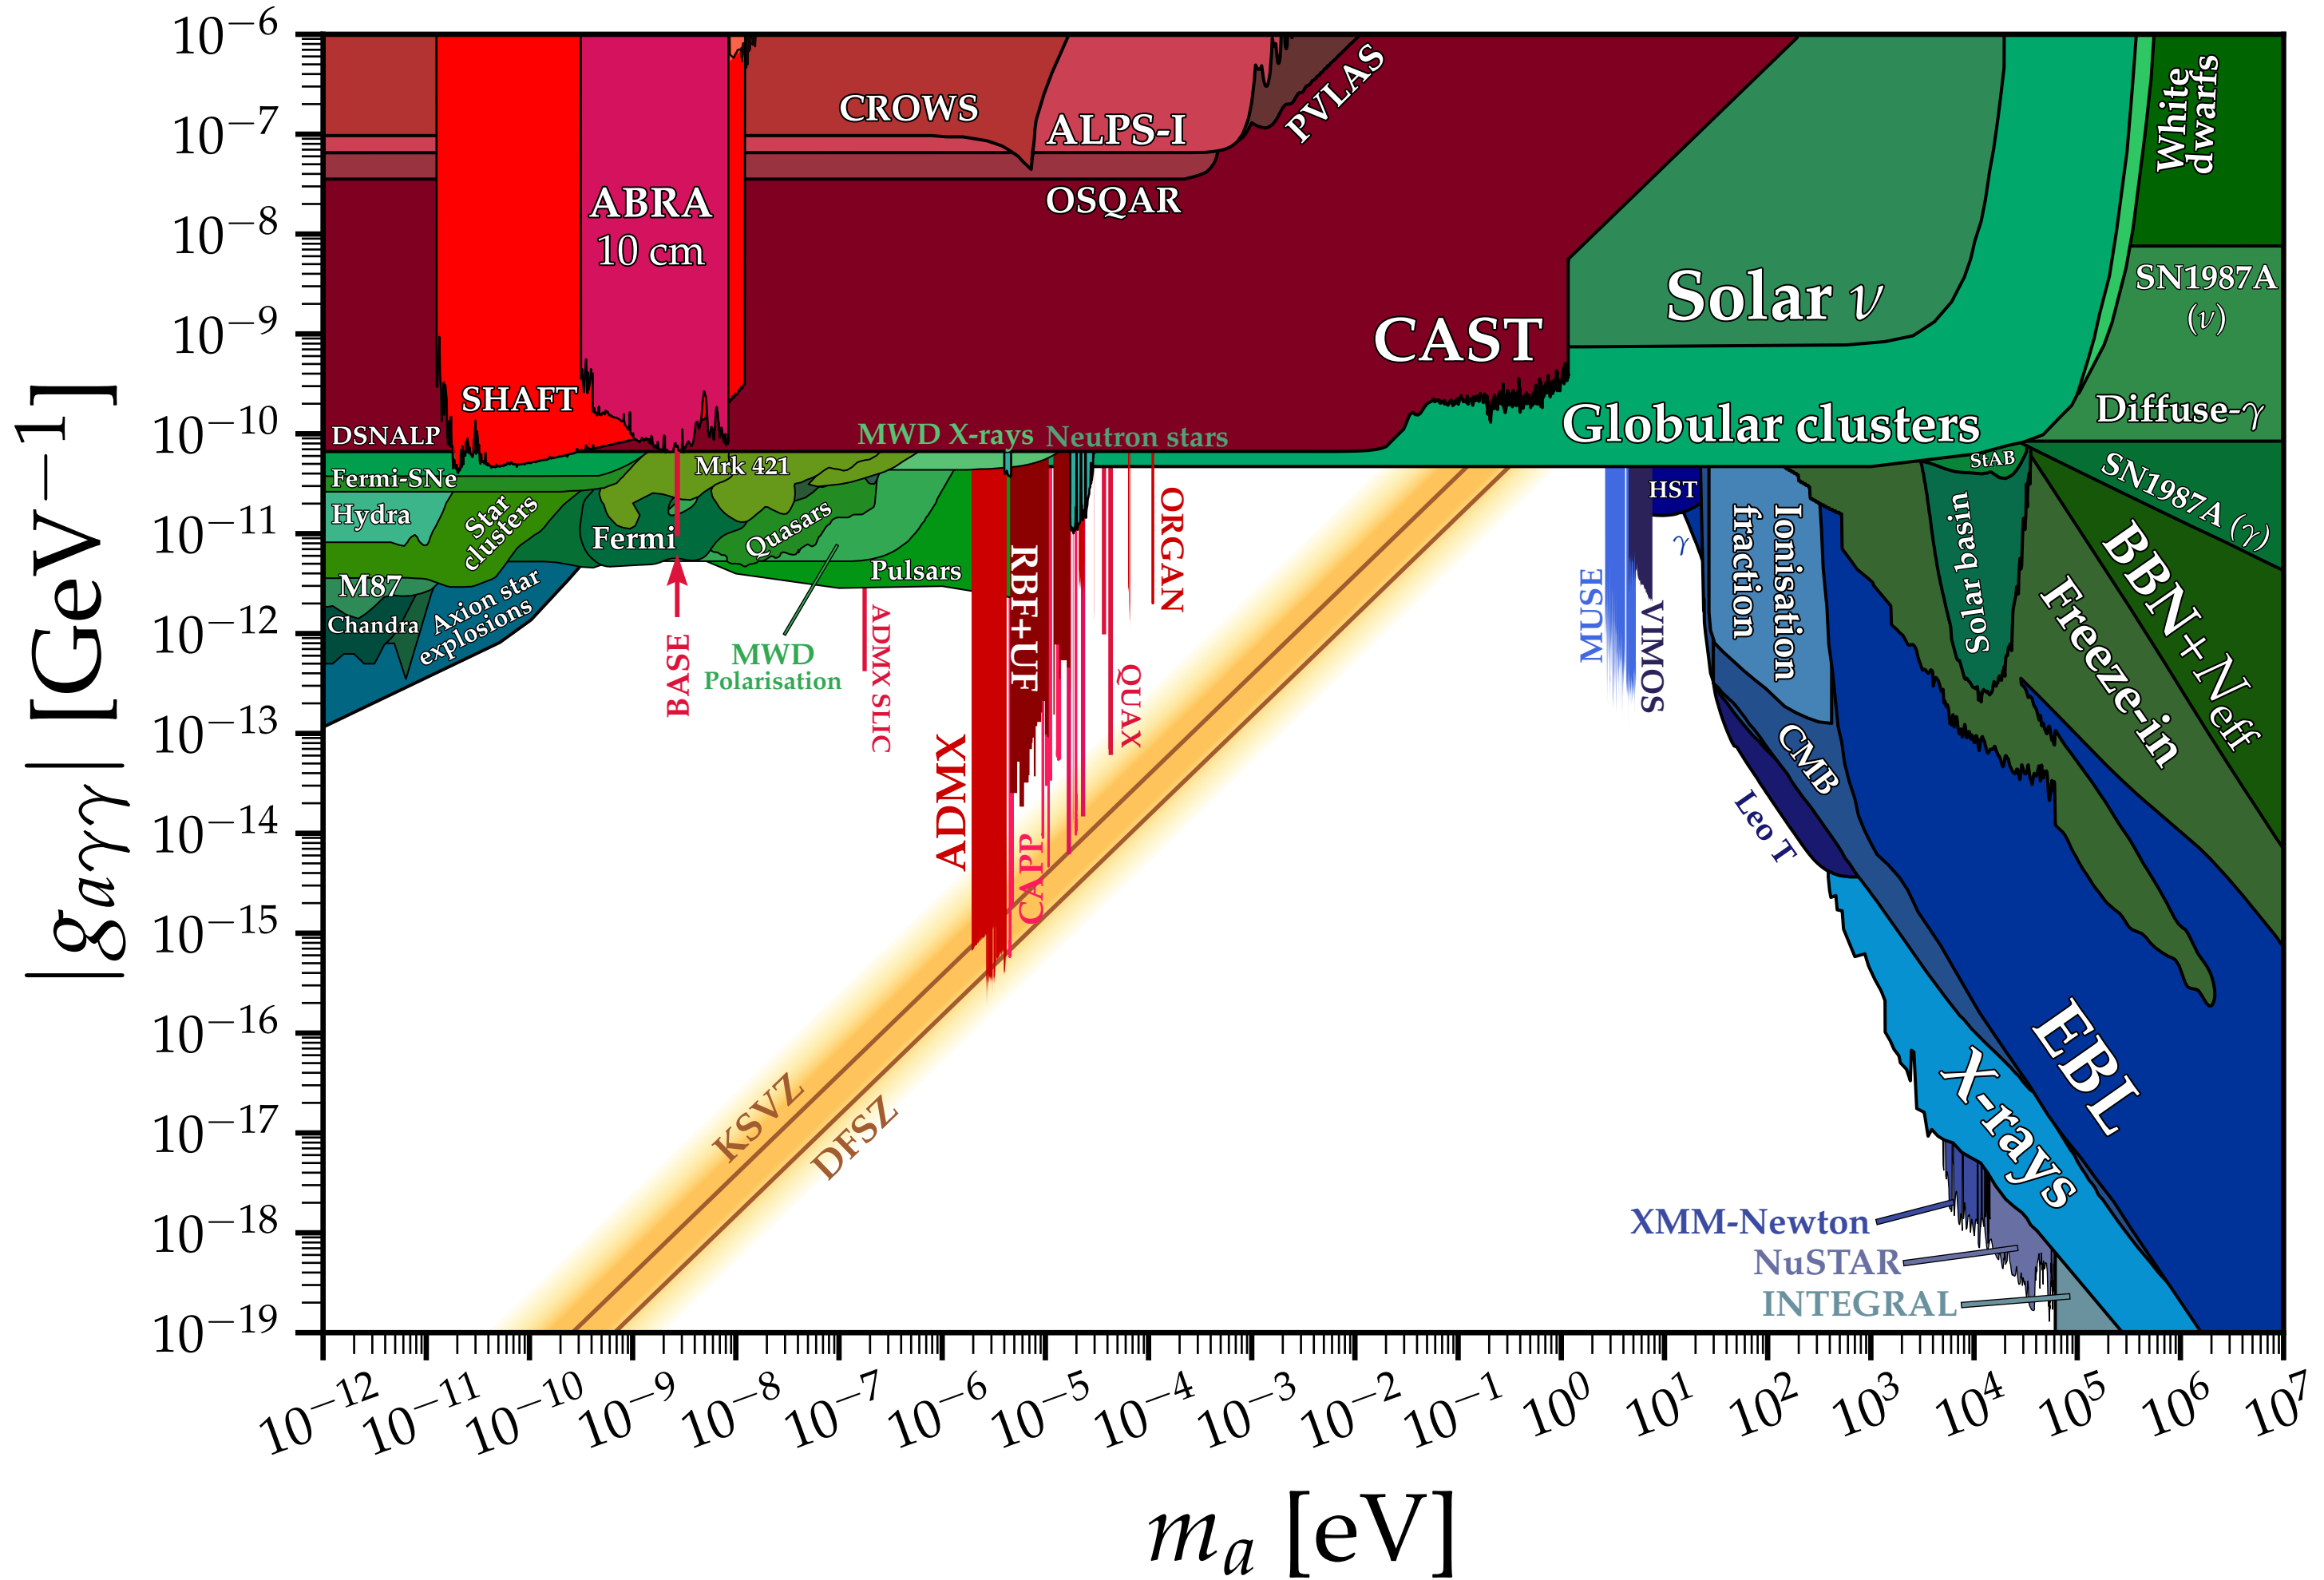 |g_{aγγ}| [GeV⁻¹]
10⁻⁶
10⁻⁷
10⁻⁸
10⁻⁹
10⁻¹⁰
10⁻¹¹
10⁻¹²
10⁻¹³
10⁻¹⁴
10⁻¹⁵
10⁻¹⁶
10⁻¹⁷
10⁻¹⁸
10⁻¹⁹
CROWS
ALPS-I
PVLAS
OSQAR
ABRA
10 cm
SHAFT
CAST
Solar ν
Globular clusters
White
dwarfs
SN1987A
(ν)
Diffuse-γ
DSNALP
Fermi-SNe
Hydra
Star
clusters
M87
Chandra
Axion star
explosions
Mrk 421
Fermi
Quasars
Pulsars
MWD X-rays
Neutron stars
BASE
MWD
Polarisation
ADMX SLIC
ADMX
RBF+UF
CAPP
QUAX
ORGAN
KSVZ
DFSZ
MUSE
VIMOS
HST
γ
Ionisation
fraction
CMB
Leo T
StAB
Solar basin
SN1987A (γ)
BBN+N_{eff}
Freeze-in
EBL
X-rays
XMM-Newton
NuSTAR
INTEGRAL
10⁻¹²
10⁻¹¹
10⁻¹⁰
10⁻⁹
10⁻⁸
10⁻⁷
10⁻⁶
10⁻⁵
10⁻⁴
10⁻³
10⁻²
10⁻¹
10⁰
10¹
10²
10³
10⁴
10⁵
10⁶
10⁷
m_a [eV]